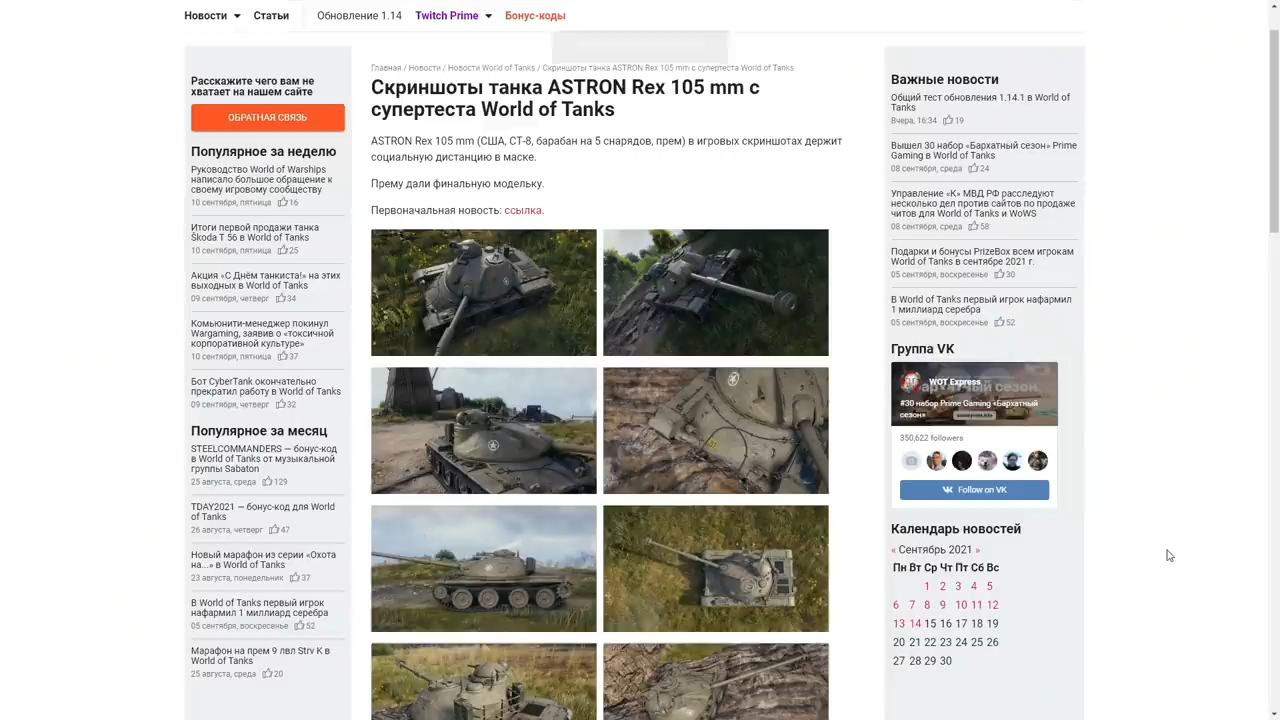 Новости
Статьи
Обновление 1.14
Twitch Prime
Бонус-коды
Расскажите чего вам не
хватает на нашем сайте
ОБРАТНАЯ СВЯЗЬ
Популярное за неделю
Руководство World of Warships
написало большое обращение к
своему игровому сообществу
10 сентября, пятница 16
Итоги первой продажи танка
Škoda T 56 в World of Tanks
10 сентября, пятница 25
Акция «С Днём танкиста!» на этих
выходных в World of Tanks
09 сентября, четверг 34
Комьюнити-менеджер покинул
Wargaming, заявив о «токсичной
корпоративной культуре»
10 сентября, пятница 37
Бот CyberTank окончательно
прекратил работу в World of Tanks
09 сентября, четверг 32
Популярное за месяц
STEELCOMMANDERS — бонус-код
в World of Tanks от музыкальной
группы Sabaton
25 августа, среда 129
TDAY2021 — бонус-код для World
of Tanks
26 августа, четверг 47
Новый марафон из серии «Охота
на...» в World of Tanks
23 августа, понедельник 37
В World of Tanks первый игрок
нафармил 1 миллиард серебра
05 сентября, воскресенье 52
Марафон на прем 9 лвл Strv K в
World of Tanks
25 августа, среда 20
Главная / Новости / Новости World of Tanks / Скриншоты танка ASTRON Rex 105 mm с супертеста World of Tanks
Скриншоты танка ASTRON Rex 105 mm с
супертеста World of Tanks
ASTRON Rex 105 mm (США, СТ-8, барабан на 5 снарядов, прем) в игровых скриншотах держит
социальную дистанцию в маске.
Прему дали финальную модельку.
Первоначальная новость: ссылка.
Важные новости
Общий тест обновления 1.14.1 в World of
Tanks
Вчера, 16:34 19
Вышел 30 набор «Бархатный сезон» Prime
Gaming в World of Tanks
08 сентября, среда 24
Управление «К» МВД РФ расследуют
несколько дел против сайтов по продаже
читов для World of Tanks и WoWS
08 сентября, среда 58
Подарки и бонусы PrizeBox всем игрокам
World of Tanks в сентябре 2021 г.
05 сентября, воскресенье 30
В World of Tanks первый игрок нафармил
1 миллиард серебра
05 сентября, воскресенье 52
Группа VK
WOT Express
#30 набор Prime Gaming «Бархатный
сезон»
350,622 followers
Follow on VK
Календарь новостей
« Сентябрь 2021 »
Пн Вт Ср Чт Пт Сб Вс
1 2 3 4 5
6 7 8 9 10 11 12
13 14 15 16 17 18 19
20 21 22 23 24 25 26
27 28 29 30